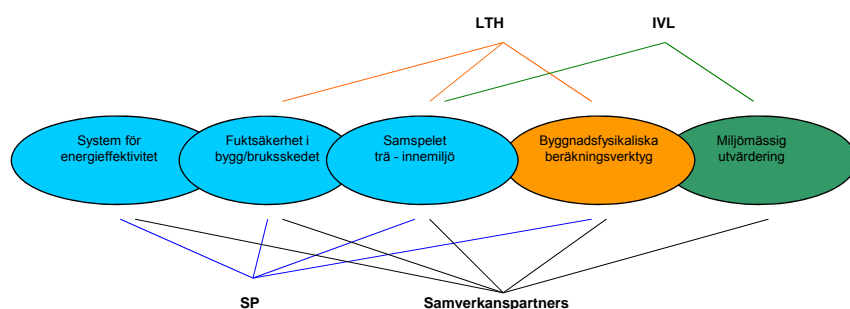 LTH
IVL
System för
energieffektivitet
Fuktsäkerhet i
bygg/bruksskedet
Samspelet
trä - innemiljö
Byggnadsfysikaliska
beräkningsverktyg
Miljömässig
utvärdering
SP
Samverkanspartners